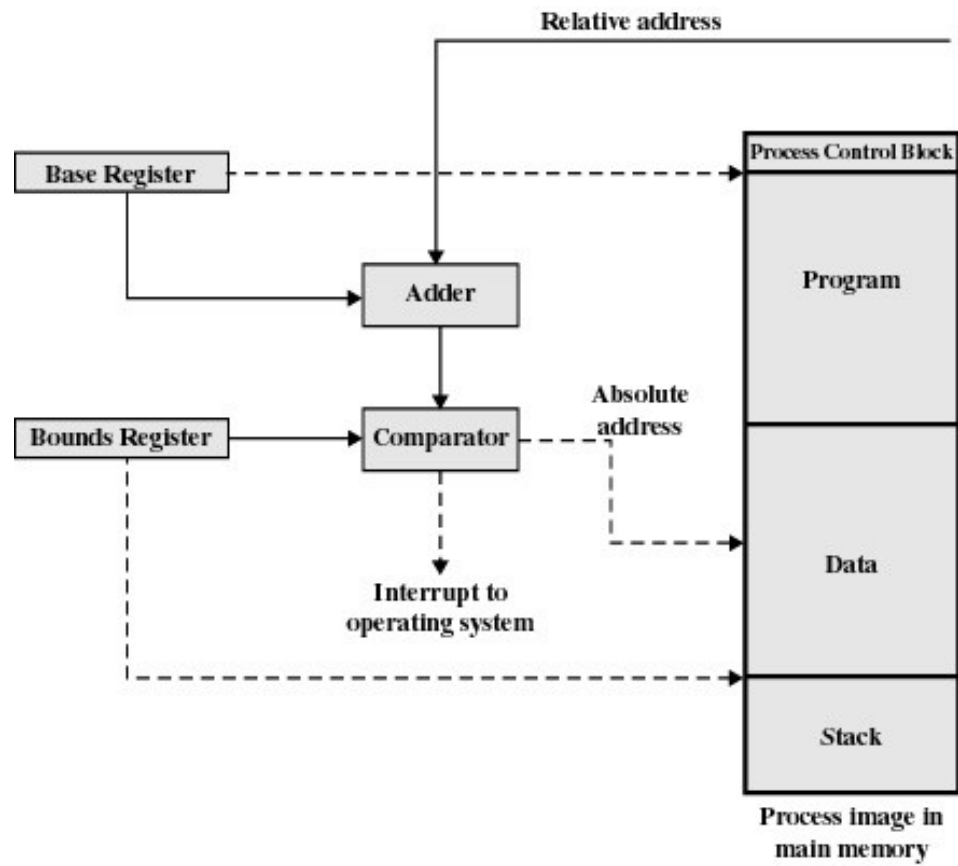 Relative address
Process Control Block
Base Register
Program
Adder
Absolute
address
Bounds Register
Comparator
Data
Interrupt to
operating system
Stack
Process image in
main memory